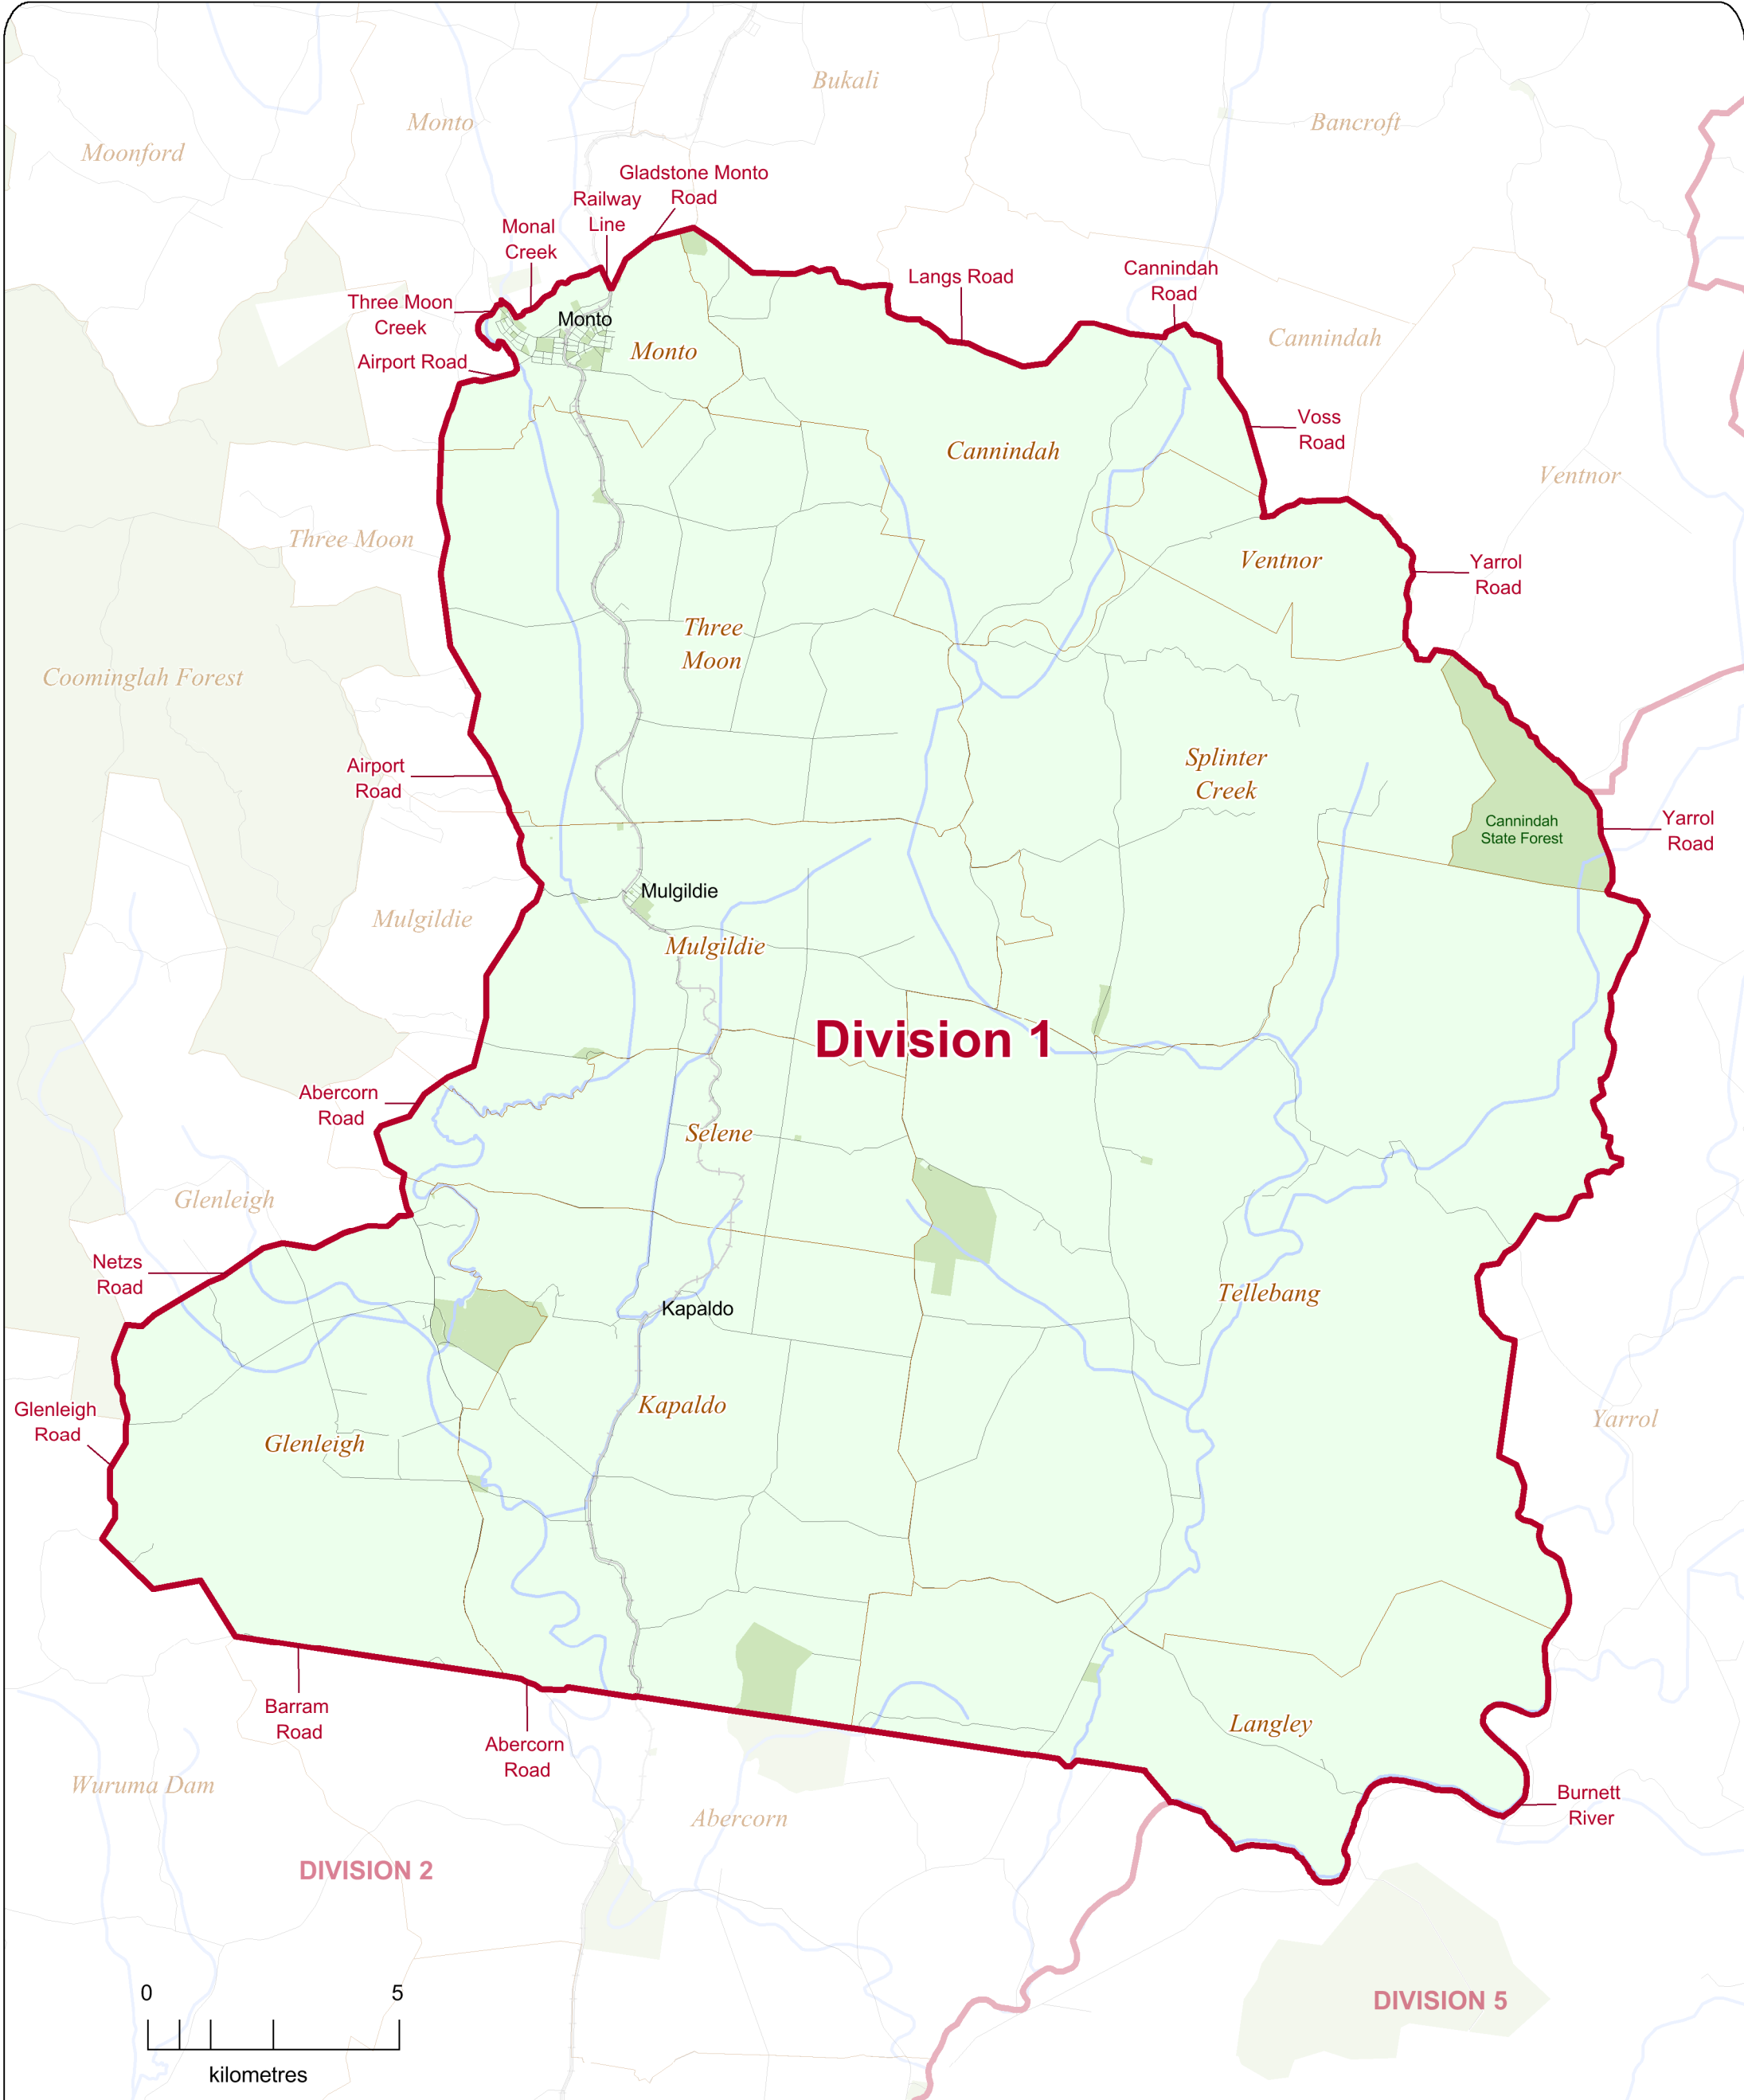 Bukali
Monto
Bancroft
Moonford
Gladstone Monto
Road
Railway
Line
Monal
Creek
Cannindah
Road
Langs Road
Three Moon
Creek
Monto
Cannindah
Monto
Airport Road
Voss
Road
Cannindah
Ventnor
Three Moon
Ventnor
Yarrol
Road
Three
Moon
Coominglah Forest
Splinter
Creek
Airport
Road
Cannindah
State Forest
Yarrol
Road
Mulgildie
Mulgildie
Mulgildie
Division 1
Abercorn
Road
Selene
Glenleigh
Netzs
Road
Tellebang
Kapaldo
Kapaldo
Glenleigh
Road
Yarrol
Glenleigh
Barram
Road
Langley
Abercorn
Road
Wuruma Dam
Burnett
River
Abercorn
DIVISION 2
DIVISION 5
0 5
kilometres